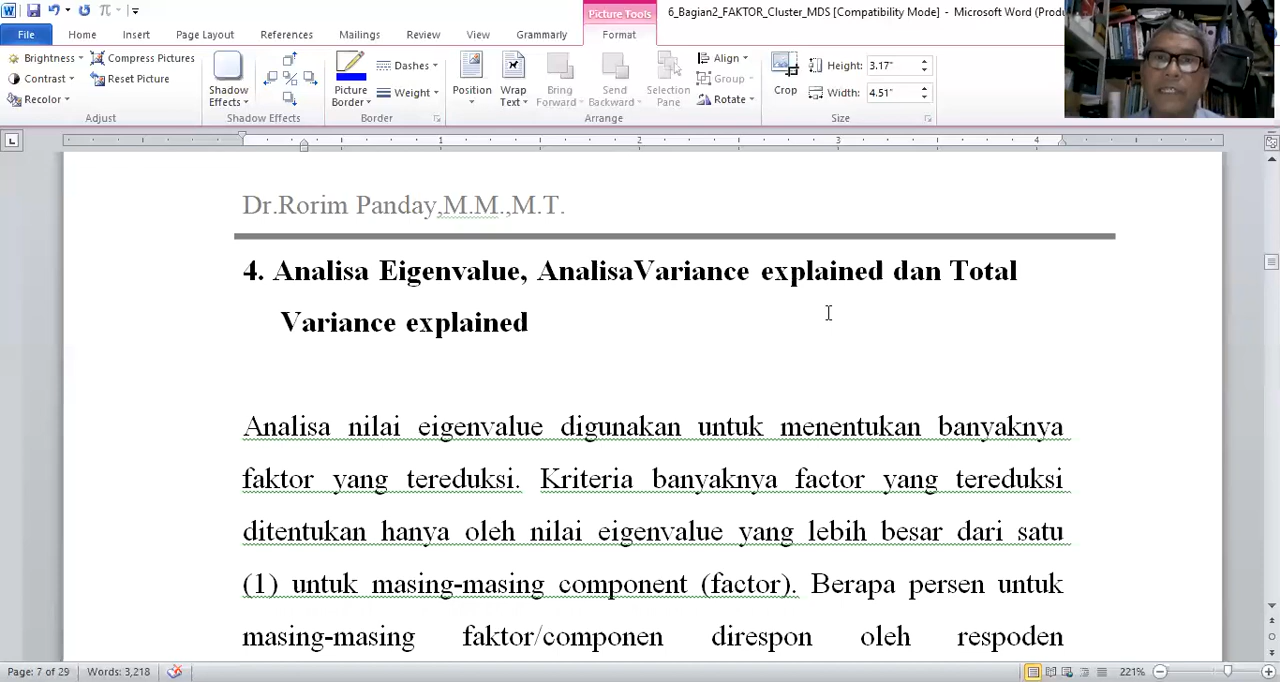 Picture Tools
6_Bagian2_FAKTOR_Cluster_MDS [Compatibility Mode] - Microsoft Word (Produ
File Home Insert Page Layout References Mailings Review View Grammarly Format
Brightness Compress Pictures
Contrast Reset Picture
Recolor
Adjust
Shadow Effects
Shadow Effects
Picture Border
Dashes
Weight
Border
Position
Wrap Text
Bring Forward
Send Backward
Selection Pane
Align
Group
Rotate
Arrange
Crop
Height: 3.17"
Width: 4.51"
Size
1 2 3 4
Dr.Rorim Panday,M.M.,M.T.
4. Analisa Eigenvalue, AnalisaVariance explained dan Total
Variance explained
Analisa nilai eigenvalue digunakan untuk menentukan banyaknya
faktor yang tereduksi. Kriteria banyaknya factor yang tereduksi
ditentukan hanya oleh nilai eigenvalue yang lebih besar dari satu
(1) untuk masing-masing component (factor). Berapa persen untuk
masing-masing faktor/componen direspon oleh respoden
Page: 7 of 29 Words: 3,218 221%